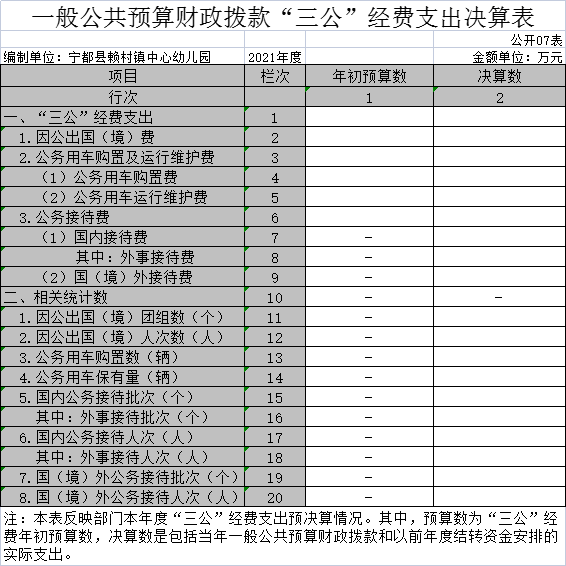 一般公共预算财政拨款“三公”经费支出决算表
公开07表
编制单位：宁都县赖村镇中心幼儿园 2021年度 金额单位：万元
项目 栏次 年初预算数 决算数
行次 1 2
一、“三公”经费支出 1
1.因公出国（境）费 2
2.公务用车购置及运行维护费 3
（1）公务用车购置费 4
（2）公务用车运行维护费 5
3.公务接待费 6
（1）国内接待费 7 -
其中：外事接待费 8 -
（2）国（境）外接待费 9 -
二、相关统计数 10 - -
1.因公出国（境）团组数（个） 11 -
2.因公出国（境）人次数（人） 12 -
3.公务用车购置数（辆） 13 -
4.公务用车保有量（辆） 14 -
5.国内公务接待批次（个） 15 -
其中：外事接待批次（个） 16 -
6.国内公务接待人次（人） 17 -
其中：外事接待人次（人） 18 -
7.国（境）外公务接待批次（个） 19 -
8.国（境）外公务接待人次（人） 20 -
注：本表反映部门本年度“三公”经费支出预决算情况。其中，预算数为“三公”经
费年初预算数，决算数是包括当年一般公共预算财政拨款和以前年度结转资金安排的
实际支出。